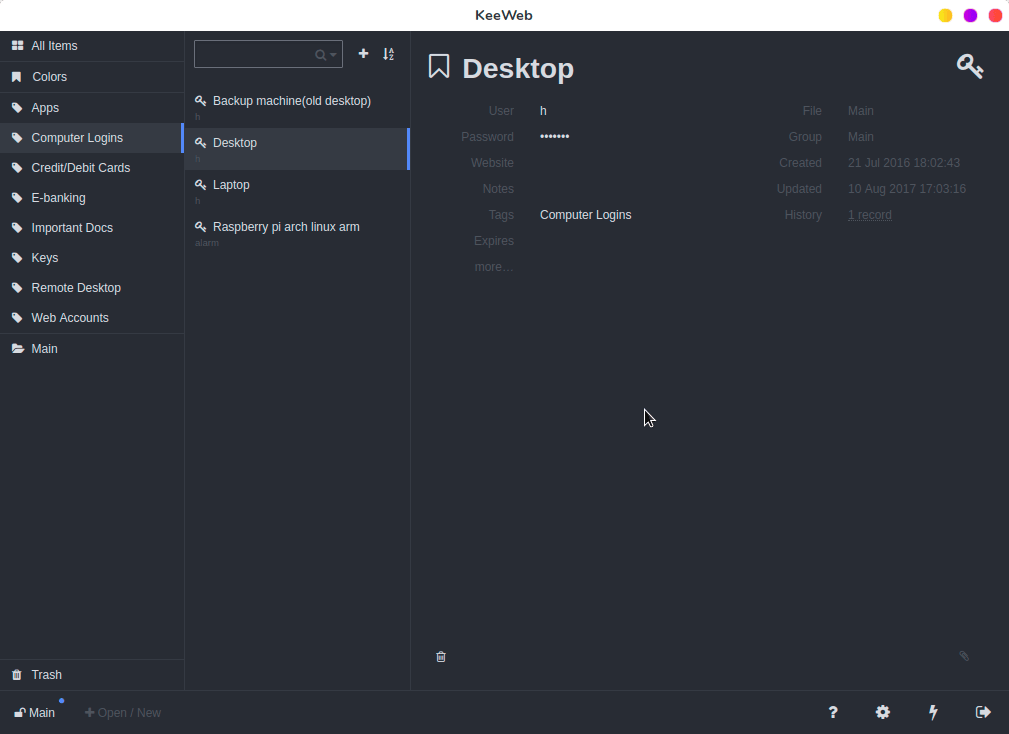 KeeWeb
All Items
Colors
Apps
Computer Logins
Credit/Debit Cards
E-banking
Important Docs
Keys
Remote Desktop
Web Accounts
Main
Trash
Backup machine(old desktop)
h
Desktop
h
Laptop
h
Raspberry pi arch linux arm
alarm
Desktop
User h
Password •••••••
Website
Notes
Tags Computer Logins
Expires
more...
File Main
Group Main
Created 21 Jul 2016 18:02:43
Updated 10 Aug 2017 17:03:16
History 1 record
Main
Open / New
?